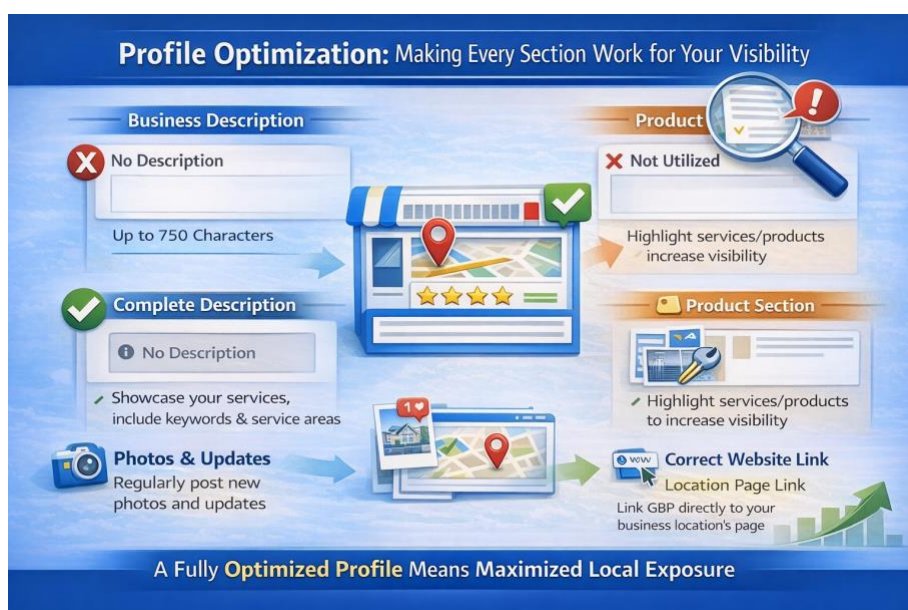 Profile Optimization: Making Every Section Work for Your Visibility
Business Description
No Description
Up to 750 Characters
Complete Description
No Description
Showcase your services,
include keywords & service areas
Photos & Updates
Regularly post new
photos and updates
1
Product
Not Utilized
Highlight services/products
increase visibility
Product Section
Highlight services/products
to increase visibility
Correct Website Link
Location Page Link
Link GBP directly to your
business location's page
A Fully Optimized Profile Means Maximized Local Exposure